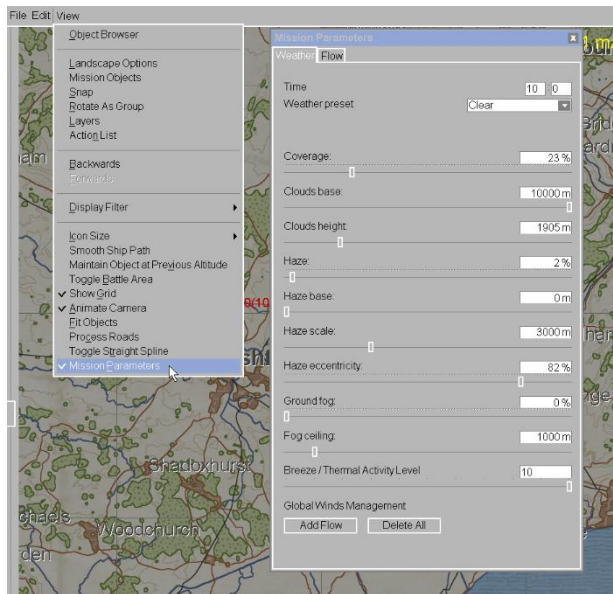 File Edit View
Object Browser
Landscape Options
Mission Objects
Snap
Rotate As Group
Layers
Action List
Backwards
Forwards
Display Filter
Icon Size
Smooth Ship Path
Maintain Object at Previous Altitude
Toggle Battle Area
Show Grid
Animate Camera
Fit Objects
Process Roads
Toggle Straight Spline
Mission Parameters
Mission Parameters
Weather Flow
Time 10 : 0
Weather preset Clear
Coverage: 23 %
Clouds base: 10000 m
Clouds height: 1905 m
Haze: 2 %
Haze base: 0 m
Haze scale: 3000 m
Haze eccentricity: 82 %
Ground fog: 0 %
Fog ceiling: 1000 m
Breeze / Thermal Activity Level 10
Global Winds Management
Add Flow Delete All
Shadoxhurst
Woodchurch